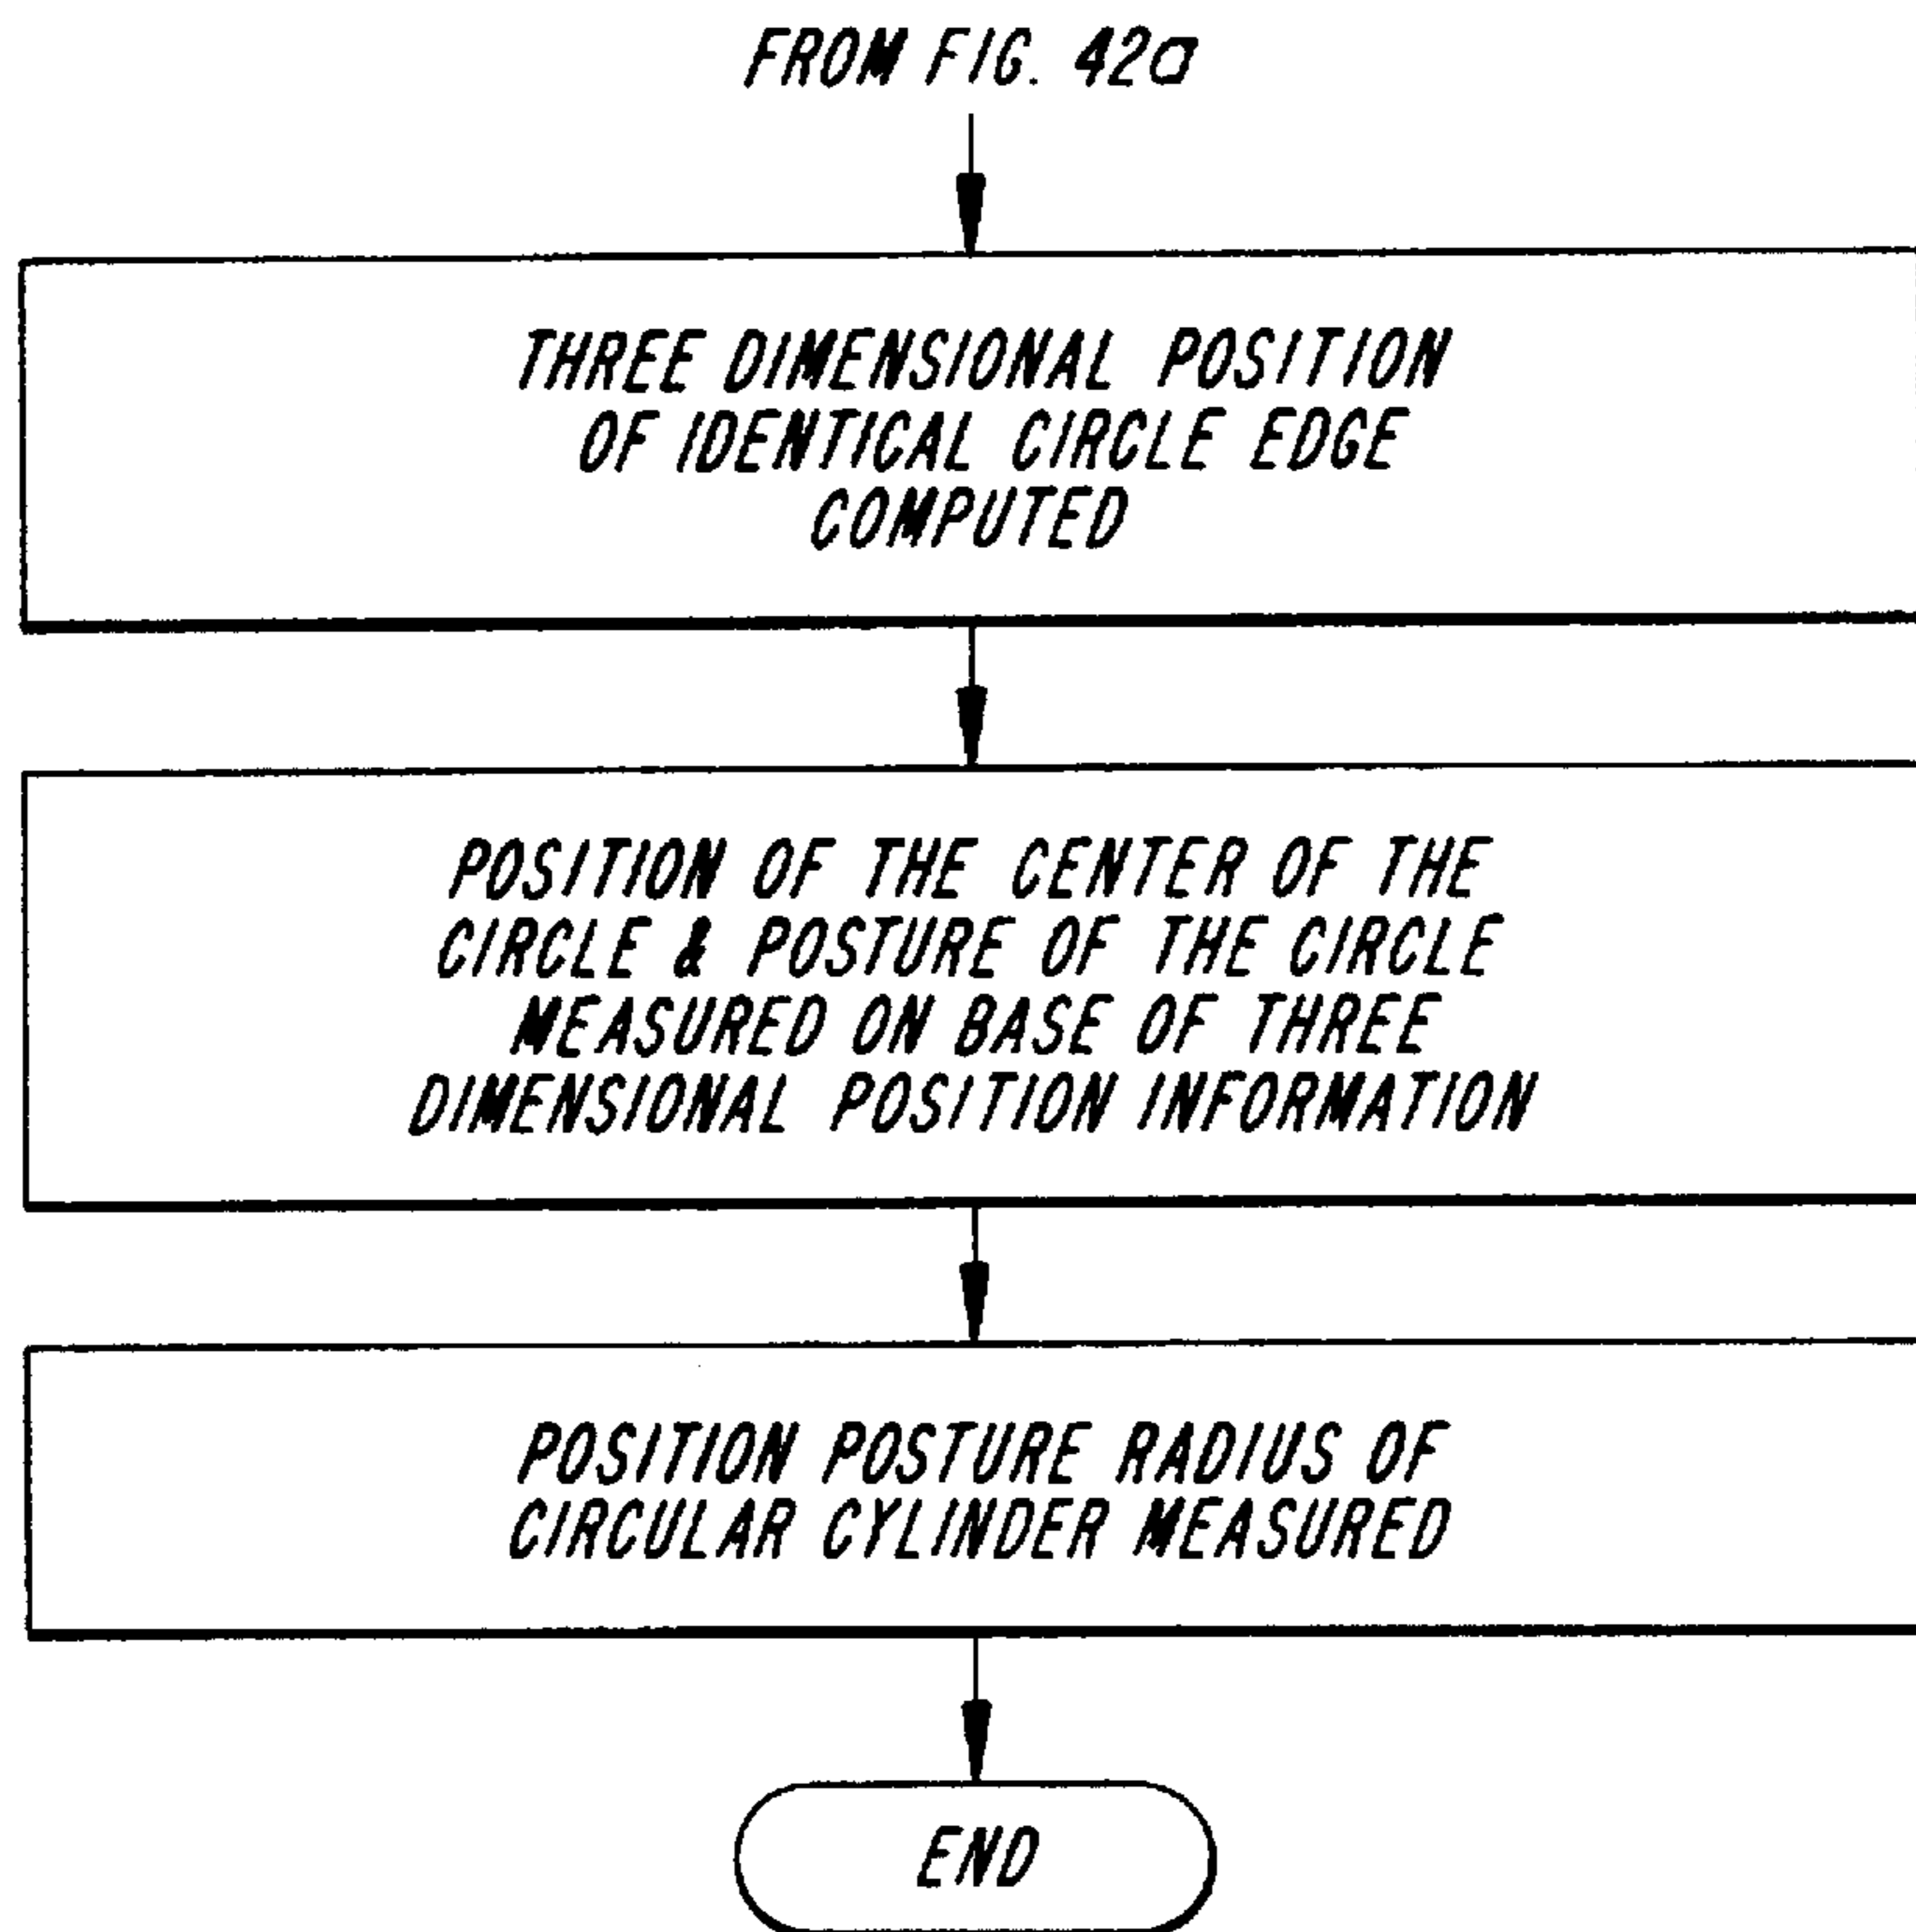 FROM FIG. 42a
THREE DIMENSIONAL POSITION
OF IDENTICAL CIRCLE EDGE
COMPUTED
POSITION OF THE CENTER OF THE
CIRCLE & POSTURE OF THE CIRCLE
MEASURED ON BASE OF THREE
DIMENSIONAL POSITION INFORMATION
POSITION POSTURE RADIUS OF
CIRCULAR CYLINDER MEASURED
END